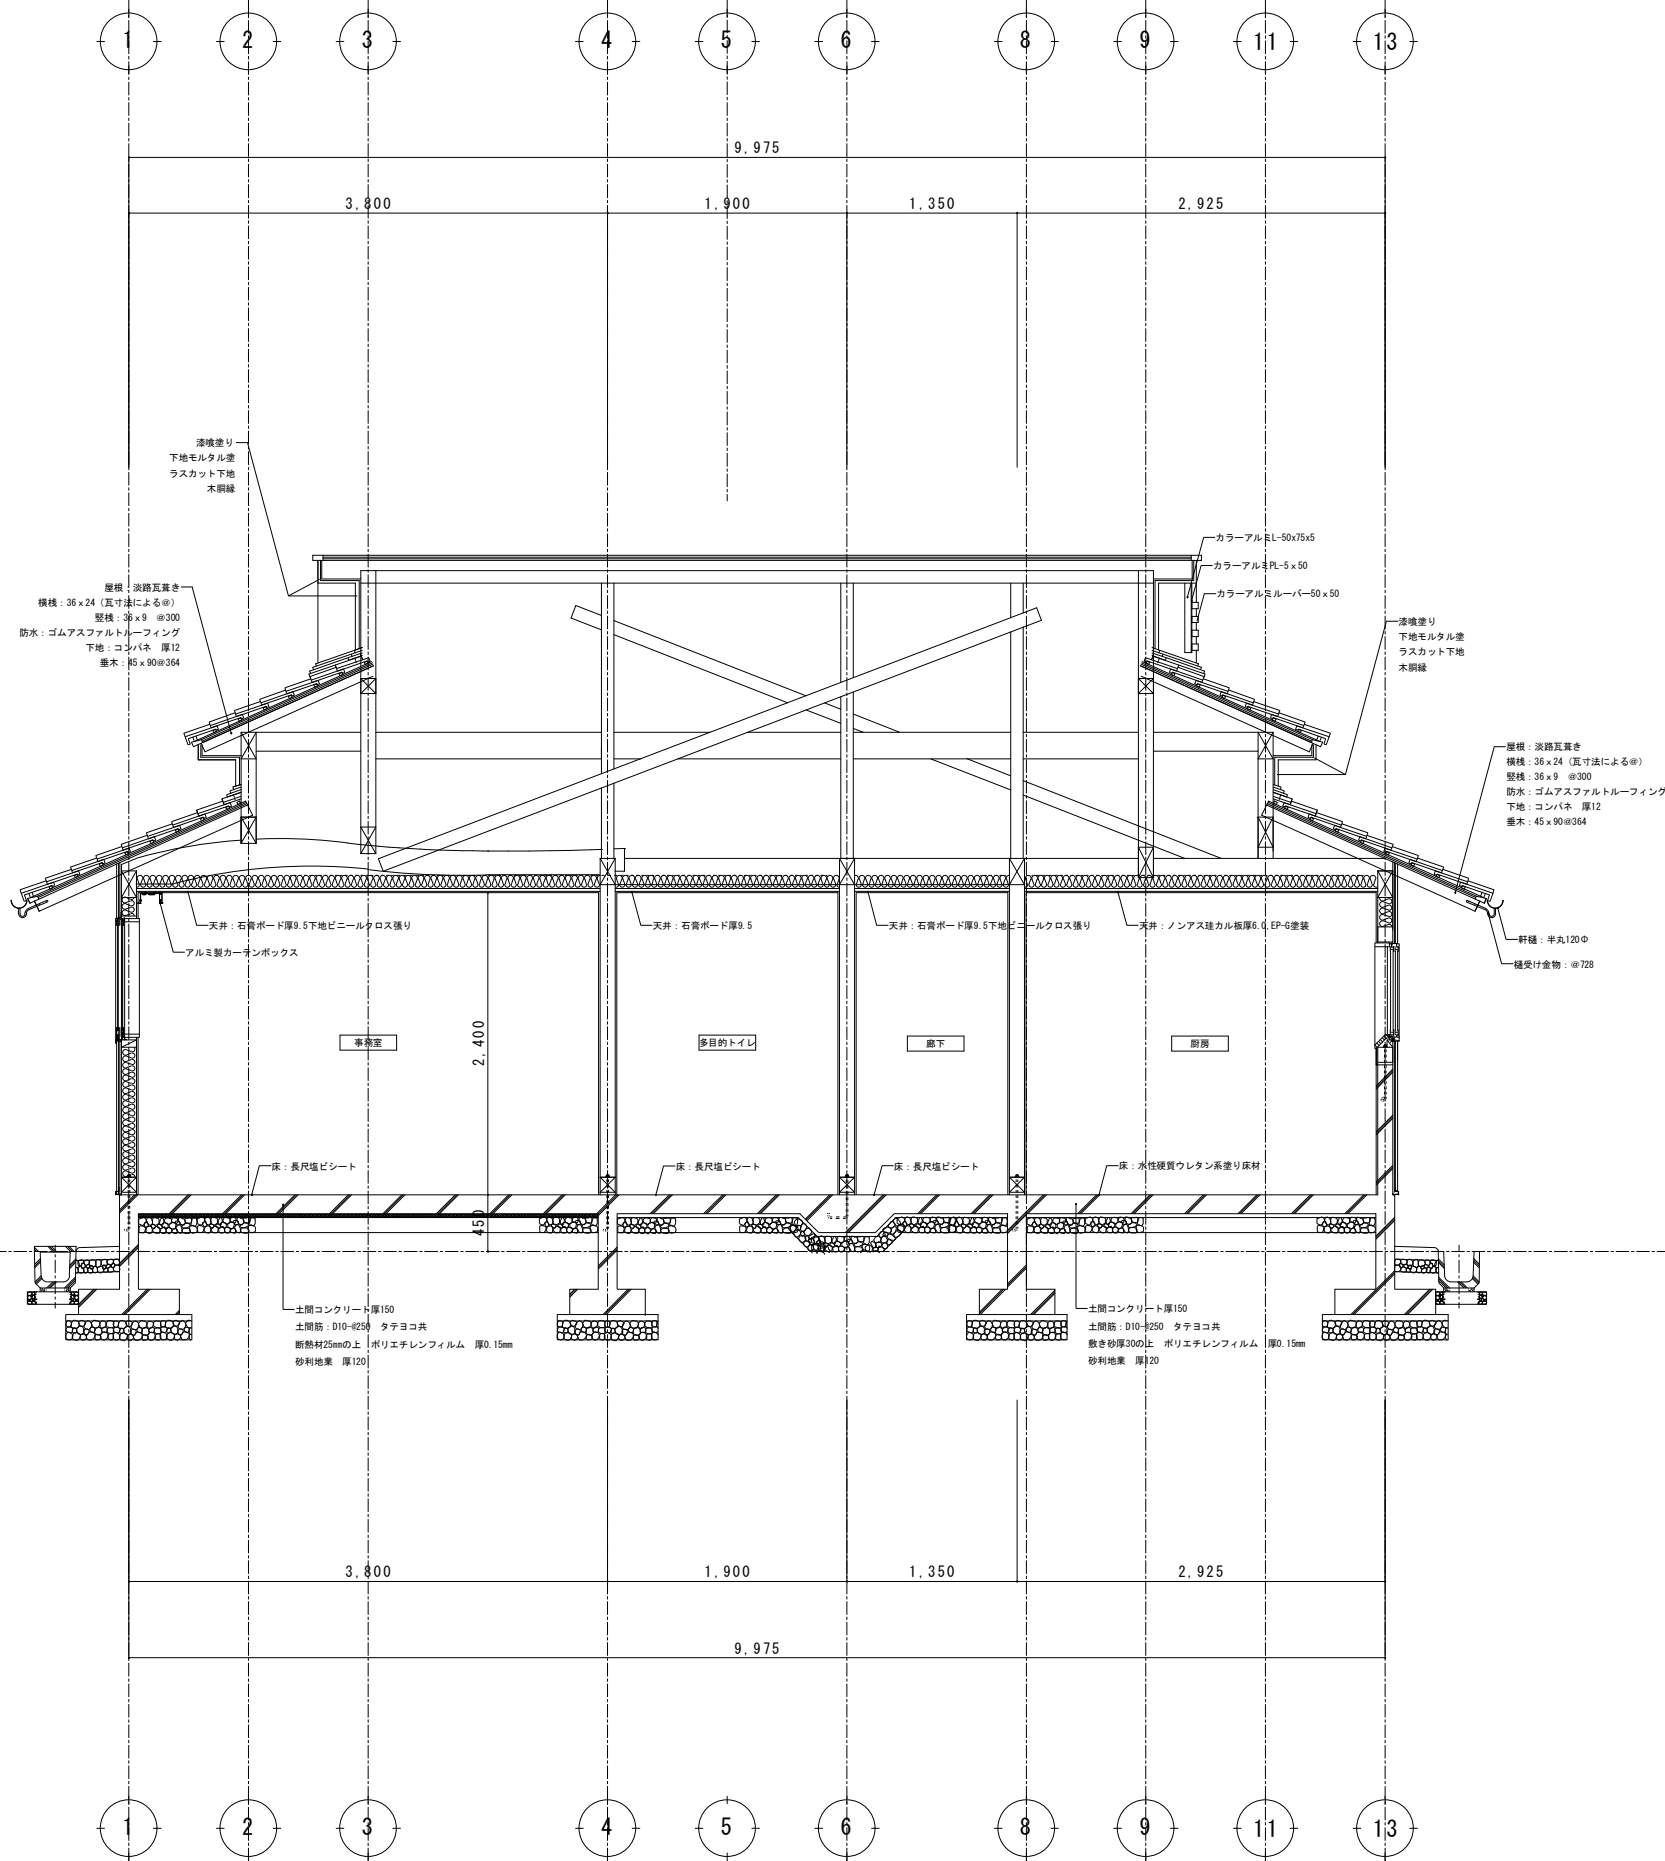 1 2 3 4 5 6 8 9 11 13
9,975
3,800 1,900 1,350 2,925
漆喰塗り
下地モルタル塗
ラスカット下地
木胴縁
カラーアルミL-50x75x5
カラーアルミPL-5x50
カラーアルミルーバー50x50
屋根：淡路瓦葺き
横桟：36x24（瓦寸法による@）
竪桟：36x9 @300
防水：ゴムアスファルトルーフィング
下地：コンパネ 厚12
垂木：45x90@364
漆喰塗り
下地モルタル塗
ラスカット下地
木胴縁
屋根：淡路瓦葺き
横桟：36x24（瓦寸法による@）
竪桟：36x9 @300
防水：ゴムアスファルトルーフィング
下地：コンパネ 厚12
垂木：45x90@364
天井：石膏ボード厚9.5下地ビニールクロス張り
天井：石膏ボード厚9.5
天井：石膏ボード厚9.5下地ビニールクロス張り
天井：ノンアス珪カル板厚6.0,EP-G塗装
アルミ製カーテンボックス
軒樋：半丸120Φ
樋受け金物：@728
2,400
事務室
多目的トイレ
廊下
厨房
床：長尺塩ビシート
床：長尺塩ビシート
床：長尺塩ビシート
床：水性硬質ウレタン系塗り床材
450
土間コンクリート厚150
土間筋：D10-@250 タテヨコ共
断熱材25mmの上 ポリエチレンフィルム 厚0.15mm
砂利地業 厚120
土間コンクリート厚150
土間筋：D10-@250 タテヨコ共
敷き砂厚30の上 ポリエチレンフィルム 厚0.15mm
砂利地業 厚120
3,800 1,900 1,350 2,925
9,975
1 2 3 4 5 6 8 9 11 13